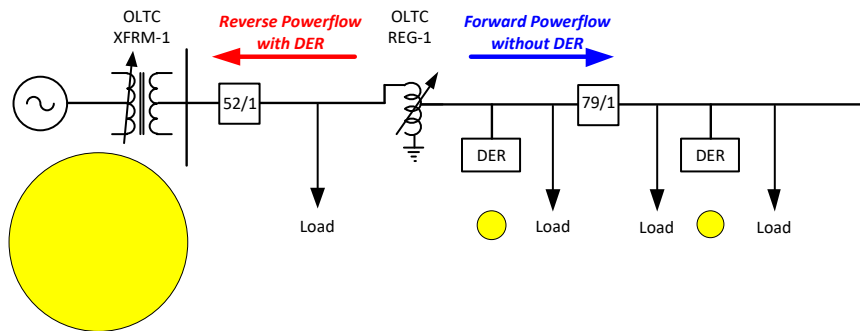 OLTC
XFRM-1
Reverse Powerflow
with DER
OLTC
REG-1
Forward Powerflow
without DER
52/1
79/1
DER
DER
Load
Load
Load
Load